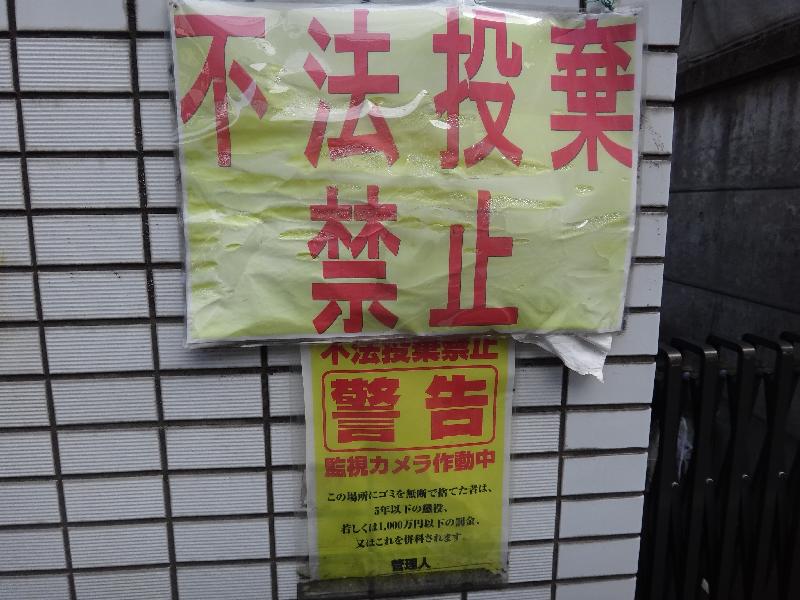 不法投棄
禁止
不法投棄禁止
警告
監視カメラ作動中
この場所にゴミを無断で捨てた者は、
5年以下の懲役、
若しくは1,000万円以下の罰金、
又はこれを併科されます。
管理人